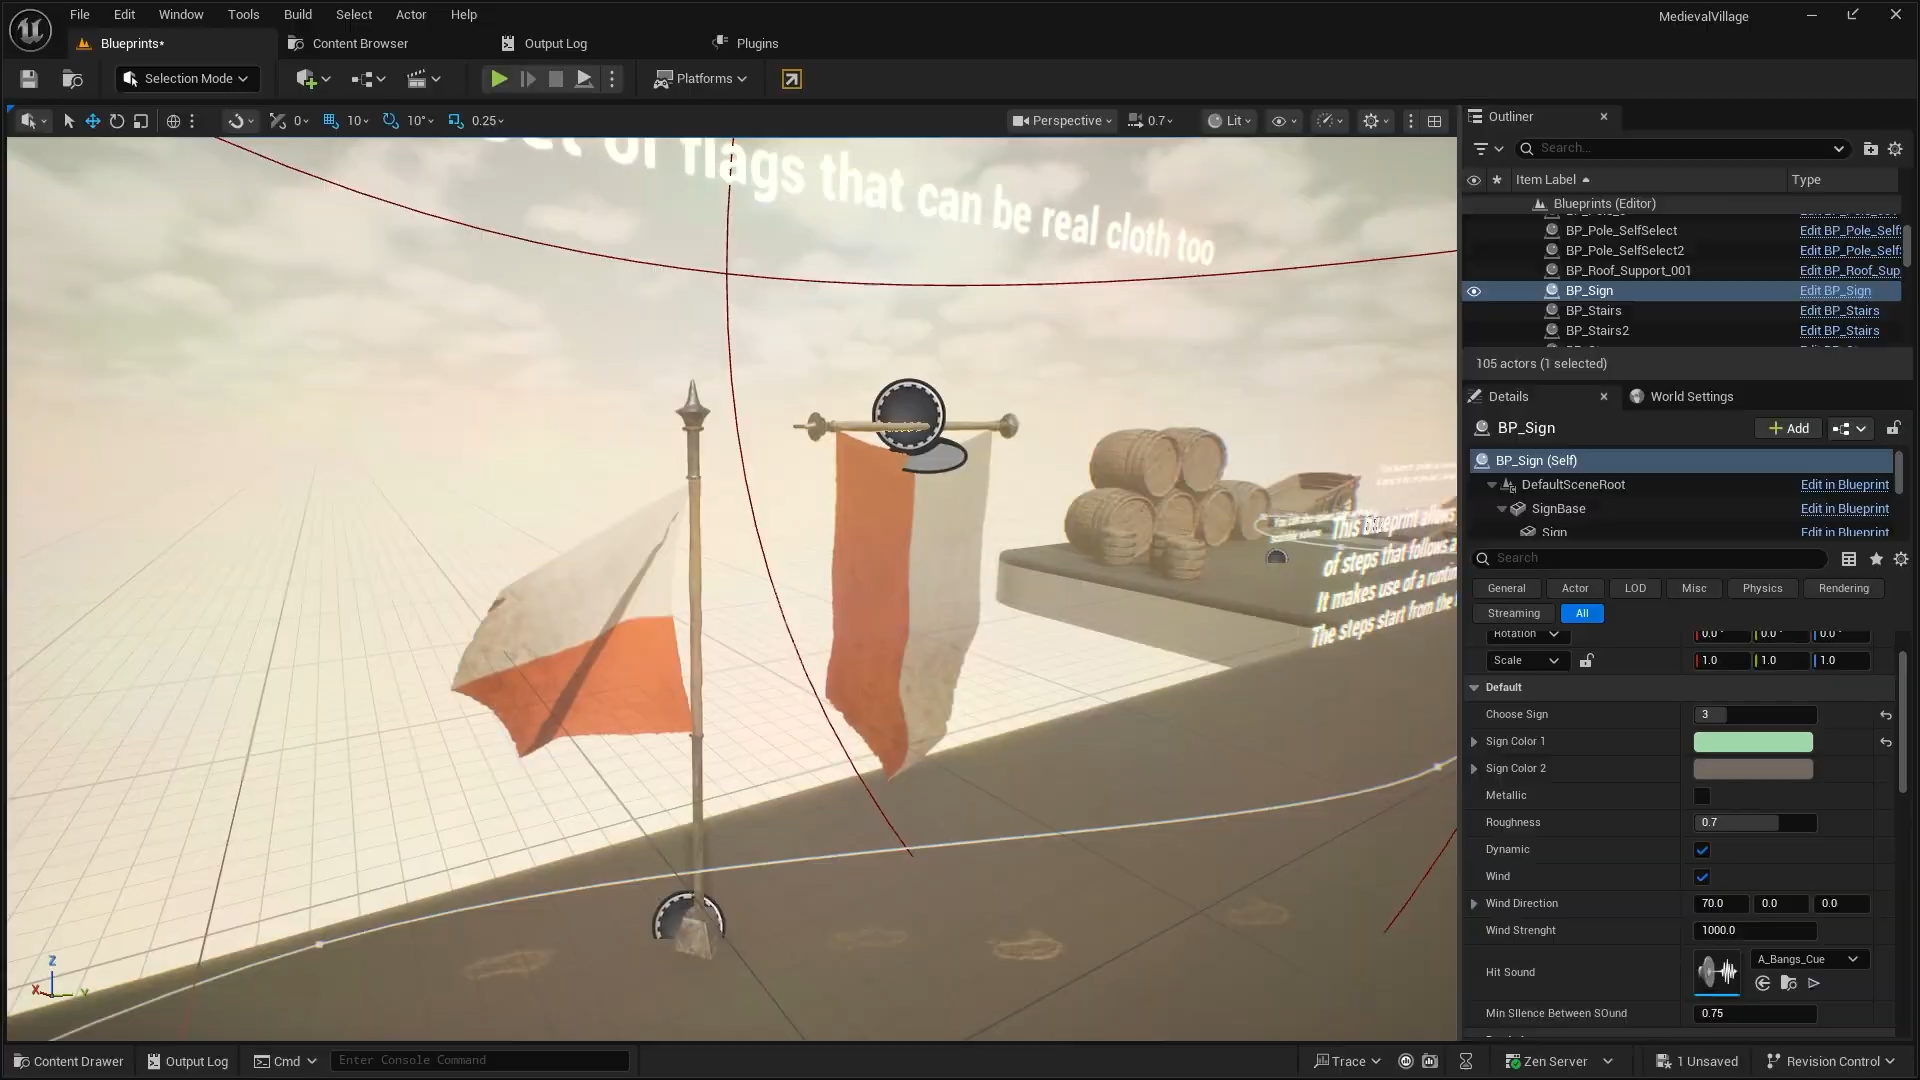 File Edit Window Tools Build Select Actor Help
MedievalVillage
Blueprints*
Content Browser
Output Log
Plugins
Selection Mode
Platforms
0
10
10°
0.25
Perspective
0.7
Lit
of flags that can be real cloth too
This blueprint allows
of steps that follows a
It makes use of a runtim
The steps start from the
Z
X
Y
Outliner
Search...
Item Label
Type
Blueprints (Editor)
BP_Pole_SelfSelect
Edit BP_Pole_Self
BP_Pole_SelfSelect2
Edit BP_Pole_Self
BP_Roof_Support_001
Edit BP_Roof_Sup
BP_Sign
Edit BP_Sign
BP_Stairs
Edit BP_Stairs
BP_Stairs2
Edit BP_Stairs
105 actors (1 selected)
Details
World Settings
BP_Sign
Add
BP_Sign (Self)
DefaultSceneRoot
Edit in Blueprint
SignBase
Edit in Blueprint
Sign
Edit in Blueprint
Search
General Actor LOD Misc Physics Rendering
Streaming All
Rotation 0.0° 0.0° 0.0°
Scale 1.0 1.0 1.0
Default
Choose Sign 3
Sign Color 1
Sign Color 2
Metallic
Roughness 0.7
Dynamic
Wind
Wind Direction 70.0 0.0 0.0
Wind Strenght 1000.0
Hit Sound A_Bangs_Cue
Min SIlence Between SOund 0.75
Content Drawer
Output Log
Cmd
Enter Console Command
Trace
Zen Server
1 Unsaved
Revision Control